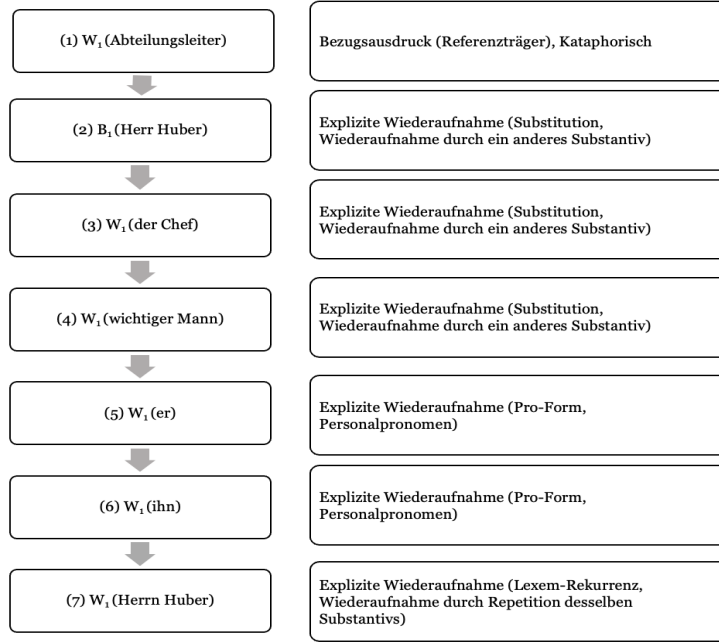 (1) W₁ (Abteilungsleiter)
Bezugsausdruck (Referenzträger), Kataphorisch
(2) B₁ (Herr Huber)
Explizite Wiederaufnahme (Substitution,
Wiederaufnahme durch ein anderes Substantiv)
(3) W₁ (der Chef)
Explizite Wiederaufnahme (Substitution,
Wiederaufnahme durch ein anderes Substantiv)
(4) W₁ (wichtiger Mann)
Explizite Wiederaufnahme (Substitution,
Wiederaufnahme durch ein anderes Substantiv)
(5) W₁ (er)
Explizite Wiederaufnahme (Pro-Form,
Personalpronomen)
(6) W₁ (ihn)
Explizite Wiederaufnahme (Pro-Form,
Personalpronomen)
(7) W₁ (Herrn Huber)
Explizite Wiederaufnahme (Lexem-Rekurrenz,
Wiederaufnahme durch Repetition desselben
Substantivs)